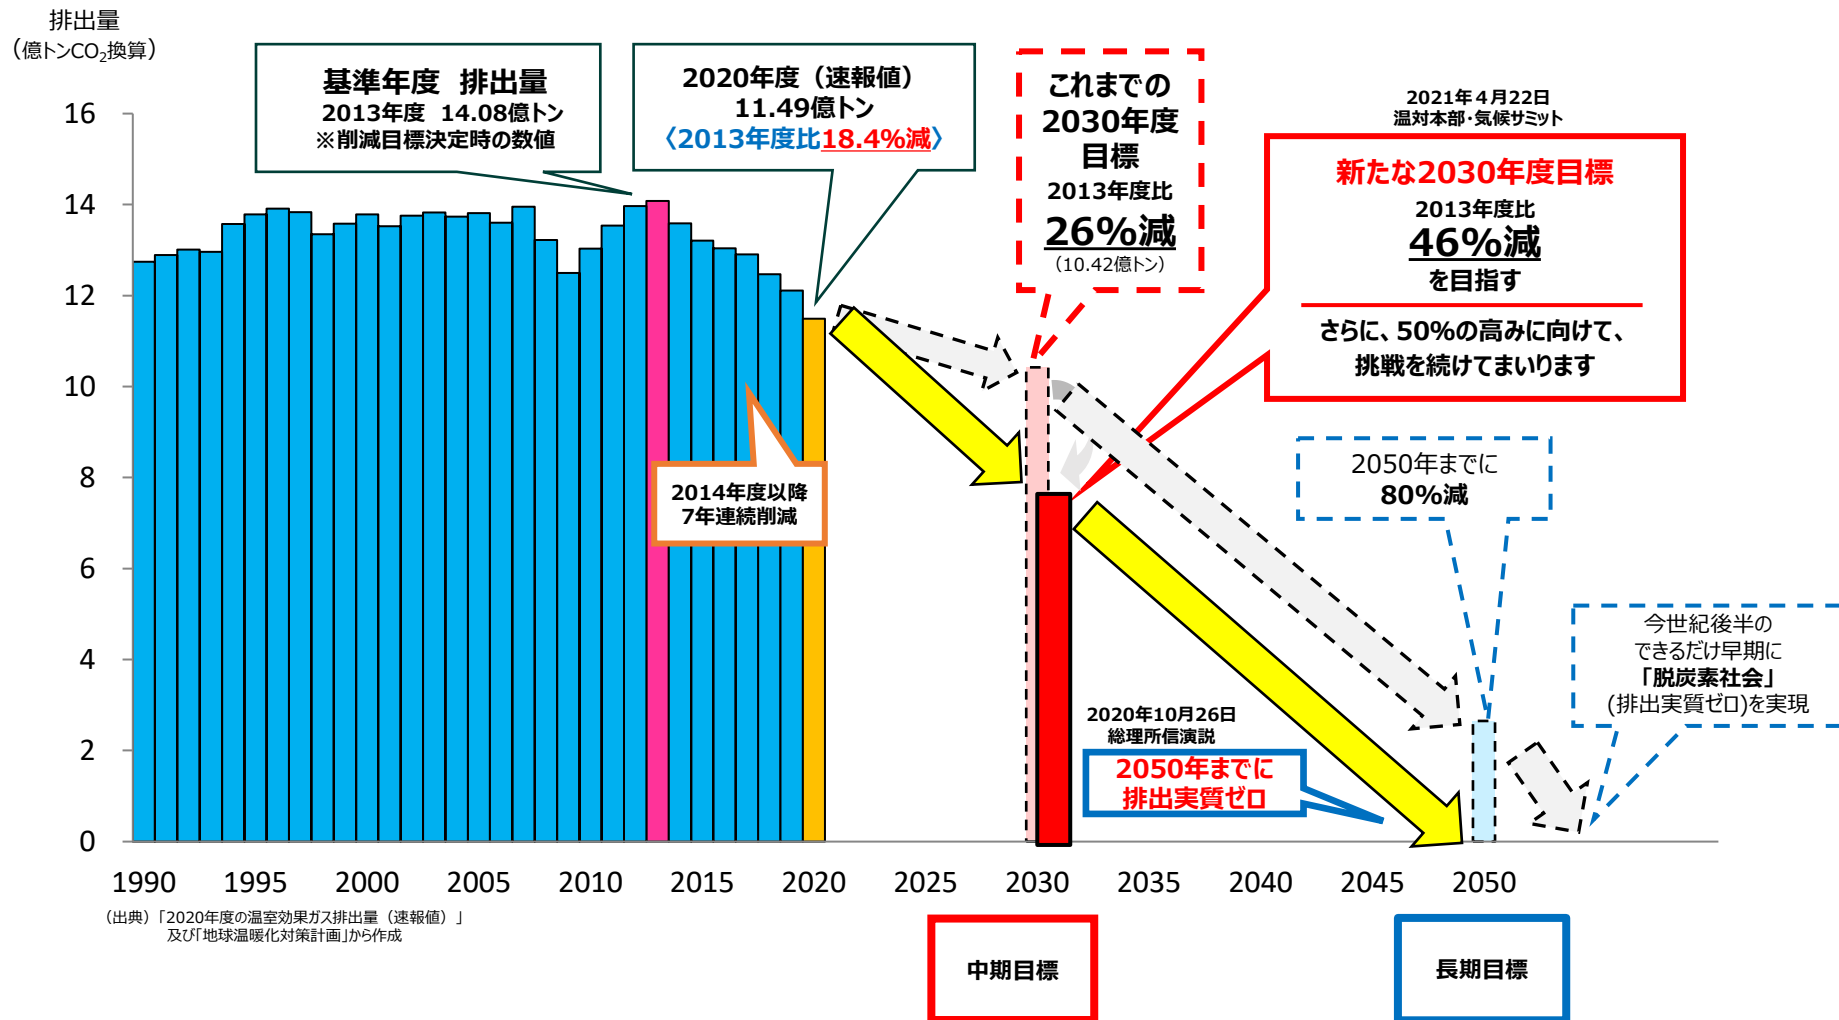 排出量
（億トンCO₂換算）
基準年度 排出量
2013年度 14.08億トン
※削減目標決定時の数値
2020年度（速報値）
11.49億トン
〈2013年度比18.4%減〉
これまでの
2030年度
目標
2013年度比
26%減
（10.42億トン）
2021年４月22日
温対本部・気候サミット
新たな2030年度目標
2013年度比
46%減
を目指す
さらに、50%の高みに向けて、
挑戦を続けてまいります
16
14
12
10
8
6
4
2
0
2014年度以降
7年連続削減
2050年までに
80%減
今世紀後半の
できるだけ早期に
「脱炭素社会」
(排出実質ゼロ)を実現
2020年10月26日
総理所信演説
2050年までに
排出実質ゼロ
1990 1995 2000 2005 2010 2015 2020 2025 2030 2035 2040 2045 2050
（出典）「2020年度の温室効果ガス排出量（速報値）」
及び「地球温暖化対策計画」から作成
中期目標
長期目標